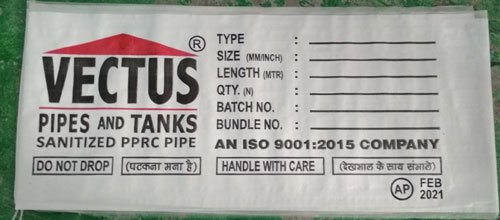 VECTUS ®
PIPES AND TANKS
SANITIZED PPRC PIPE
TYPE :
SIZE (MM/INCH) :
LENGTH (MTR) :
QTY. (N) :
BATCH NO. :
BUNDLE NO. :
AN ISO 9001:2015 COMPANY
DO NOT DROP (पटकना मना है) HANDLE WITH CARE (देखभाल के साथ संभाले)
AP FEB
2021